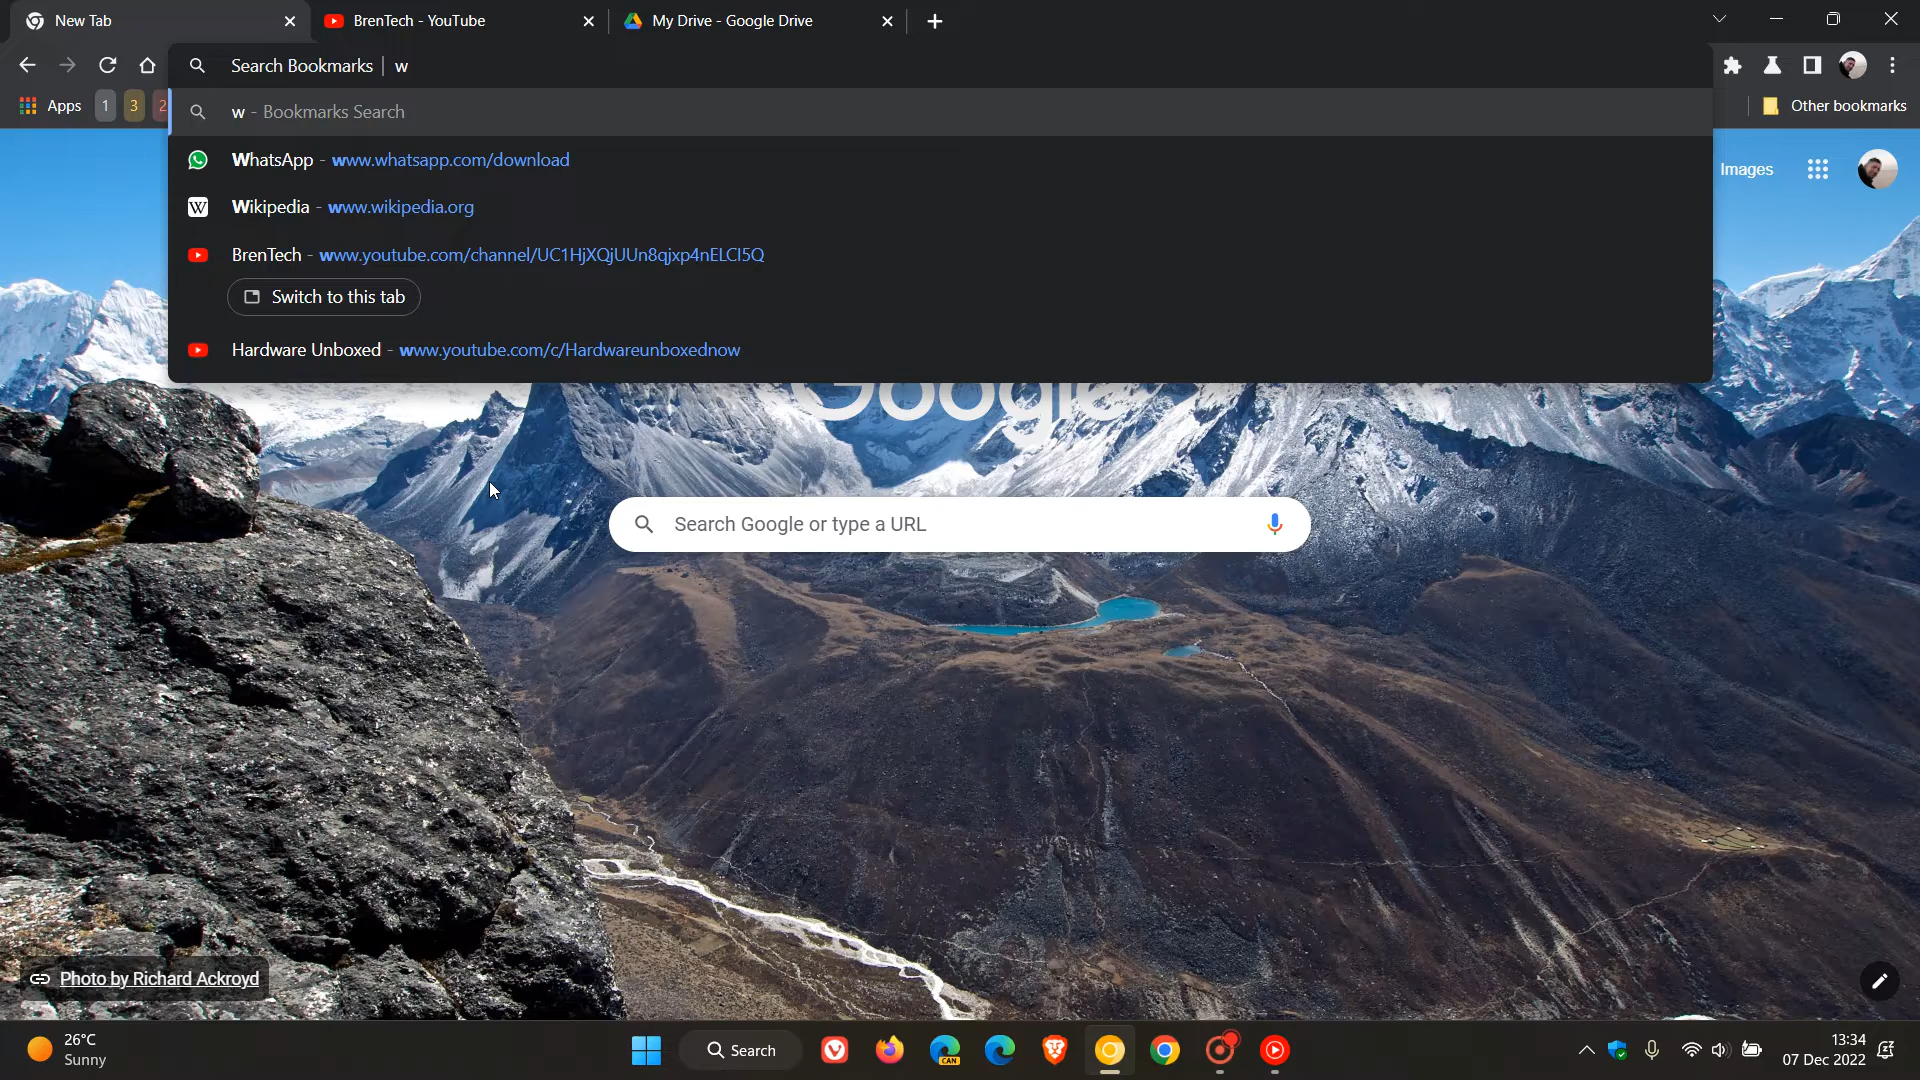 New Tab
BrenTech - YouTube
My Drive - Google Drive
Search Bookmarks | w
Apps 1 3 2
w - Bookmarks Search
Other bookmarks
WhatsApp - www.whatsapp.com/download
Images
Wikipedia - www.wikipedia.org
BrenTech - www.youtube.com/channel/UC1HjXQjUUn8qjxp4nELCI5Q
Switch to this tab
Hardware Unboxed - www.youtube.com/c/Hardwareunboxednow
Google
Search Google or type a URL
Photo by Richard Ackroyd
26°C
Sunny
Search
CAN
13:34
07 Dec 2022